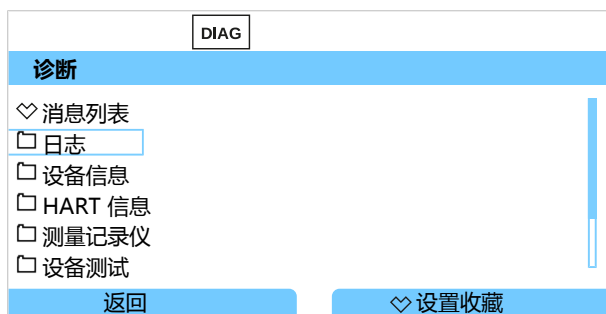 DIAG
诊断
消息列表
日志
设备信息
HART 信息
测量记录仪
设备测试
返回
设置收藏